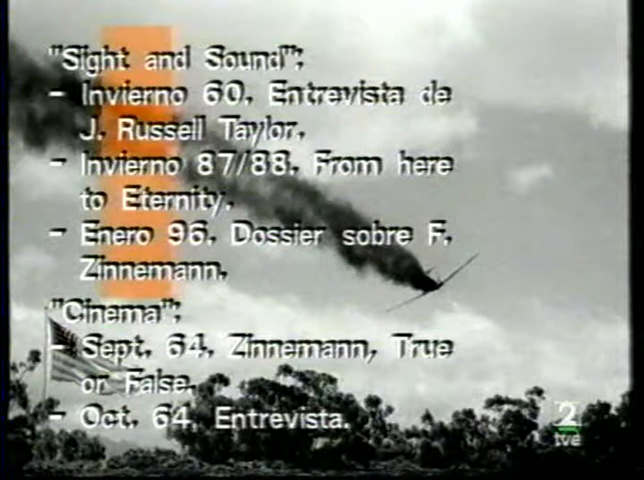 "Sight and Sound":
- Invierno 60. Entrevista de
J. Russell Taylor.
- Invierno 87/88. From here
to Eternity.
- Enero 96. Dossier sobre F.
Zinnemann.
"Cinema":
- Sept. 64. Zinnemann, True
or False.
- Oct. 64. Entrevista.
2
tve